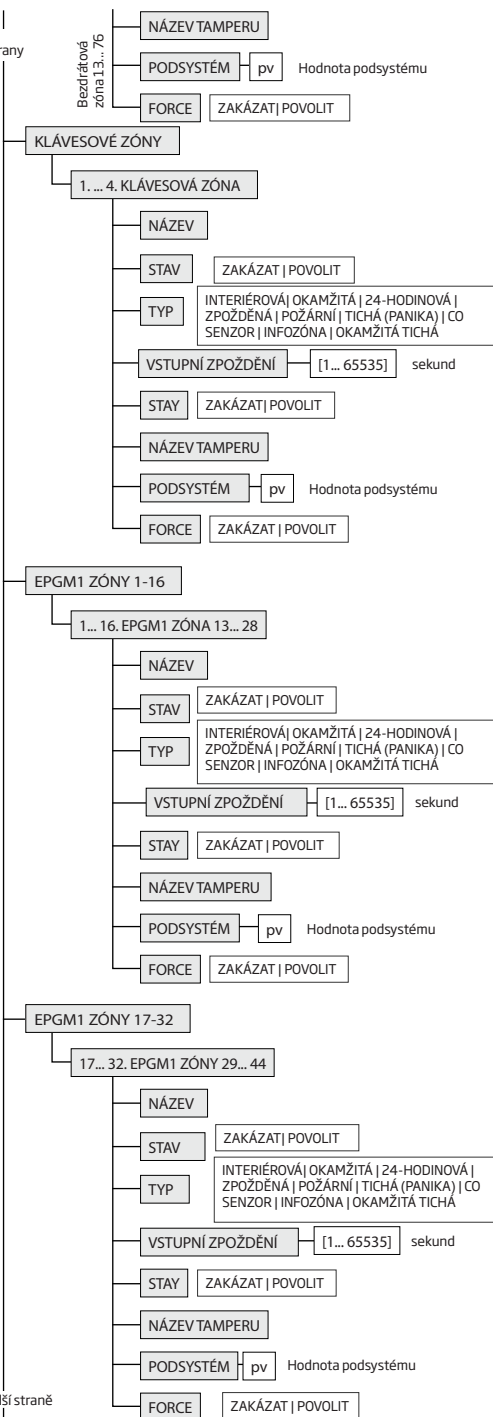 NÁZEV TAMPERU
rany
Bezdrátová
zóna13... 76
PODSYSTÉM pv Hodnota podsystému
FORCE ZAKÁZAT| POVOLIT
KLÁVESOVÉ ZÓNY
1. ... 4. KLÁVESOVÁ ZÓNA
NÁZEV
STAV ZAKÁZAT | POVOLIT
TYP
INTERIÉROVÁ| OKAMŽITÁ | 24-HODINOVÁ |
ZPOŽDĚNÁ | POŽÁRNÍ | TICHÁ (PANIKA) | CO
SENZOR | INFOZÓNA | OKAMŽITÁ TICHÁ
VSTUPNÍ ZPOŽDĚNÍ [1... 65535] sekund
STAY ZAKÁZAT| POVOLIT
NÁZEV TAMPERU
PODSYSTÉM pv Hodnota podsystému
FORCE ZAKÁZAT | POVOLIT
EPGM1 ZÓNY 1-16
1... 16. EPGM1 ZÓNA 13... 28
NÁZEV
STAV ZAKÁZAT | POVOLIT
TYP
INTERIÉROVÁ| OKAMŽITÁ | 24-HODINOVÁ |
ZPOŽDĚNÁ | POŽÁRNÍ | TICHÁ (PANIKA) | CO
SENZOR | INFOZÓNA | OKAMŽITÁ TICHÁ
VSTUPNÍ ZPOŽDĚNÍ [1... 65535] sekund
STAY ZAKÁZAT | POVOLIT
NÁZEV TAMPERU
PODSYSTÉM pv Hodnota podsystému
FORCE ZAKÁZAT | POVOLIT
EPGM1 ZÓNY 17-32
17... 32. EPGM1 ZÓNY 29... 44
NÁZEV
STAV ZAKÁZAT| POVOLIT
TYP
INTERIÉROVÁ| OKAMŽITÁ | 24-HODINOVÁ |
ZPOŽDĚNÁ | POŽÁRNÍ | TICHÁ (PANIKA) | CO
SENZOR | INFOZÓNA | OKAMŽITÁ TICHÁ
VSTUPNÍ ZPOŽDĚNÍ [1... 65535] sekund
STAY ZAKÁZAT | POVOLIT
NÁZEV TAMPERU
PODSYSTÉM pv Hodnota podsystému
lší straně
FORCE ZAKÁZAT | POVOLIT